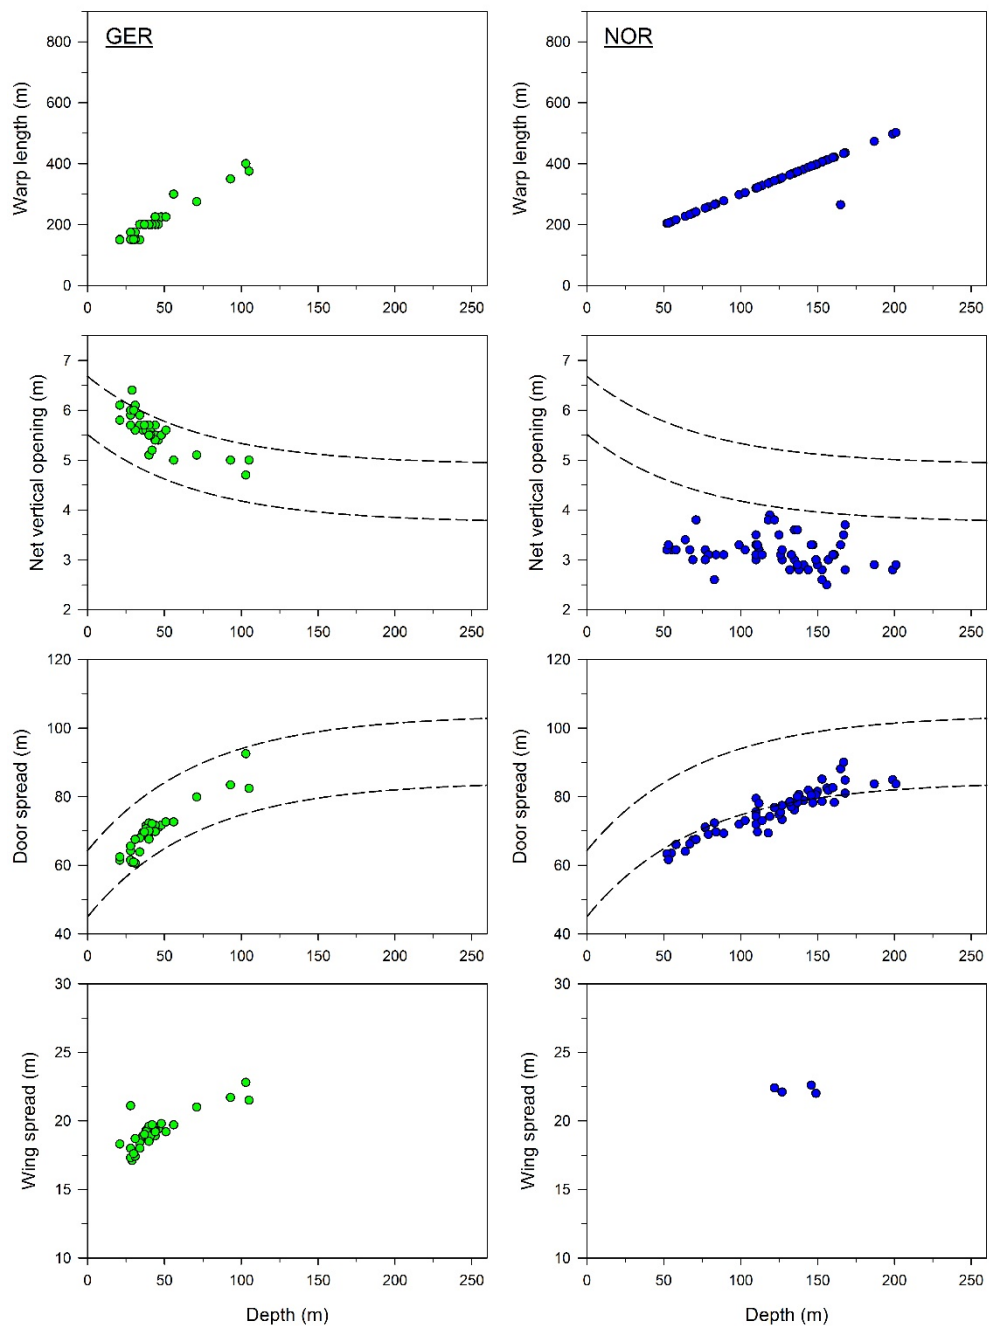 GER
NOR
Warp length (m)
800
600
400
200
0
0 50 100 150 200 250
Warp length (m)
800
600
400
200
0
0 50 100 150 200 250
Net vertical opening (m)
7
6
5
4
3
2
0 50 100 150 200 250
Net vertical opening (m)
7
6
5
4
3
2
0 50 100 150 200 250
Door spread (m)
120
100
80
60
40
0 50 100 150 200 250
Door spread (m)
120
100
80
60
40
0 50 100 150 200 250
Wing spread (m)
30
25
20
15
10
0 50 100 150 200 250
Depth (m)
Wing spread (m)
30
25
20
15
10
0 50 100 150 200 250
Depth (m)